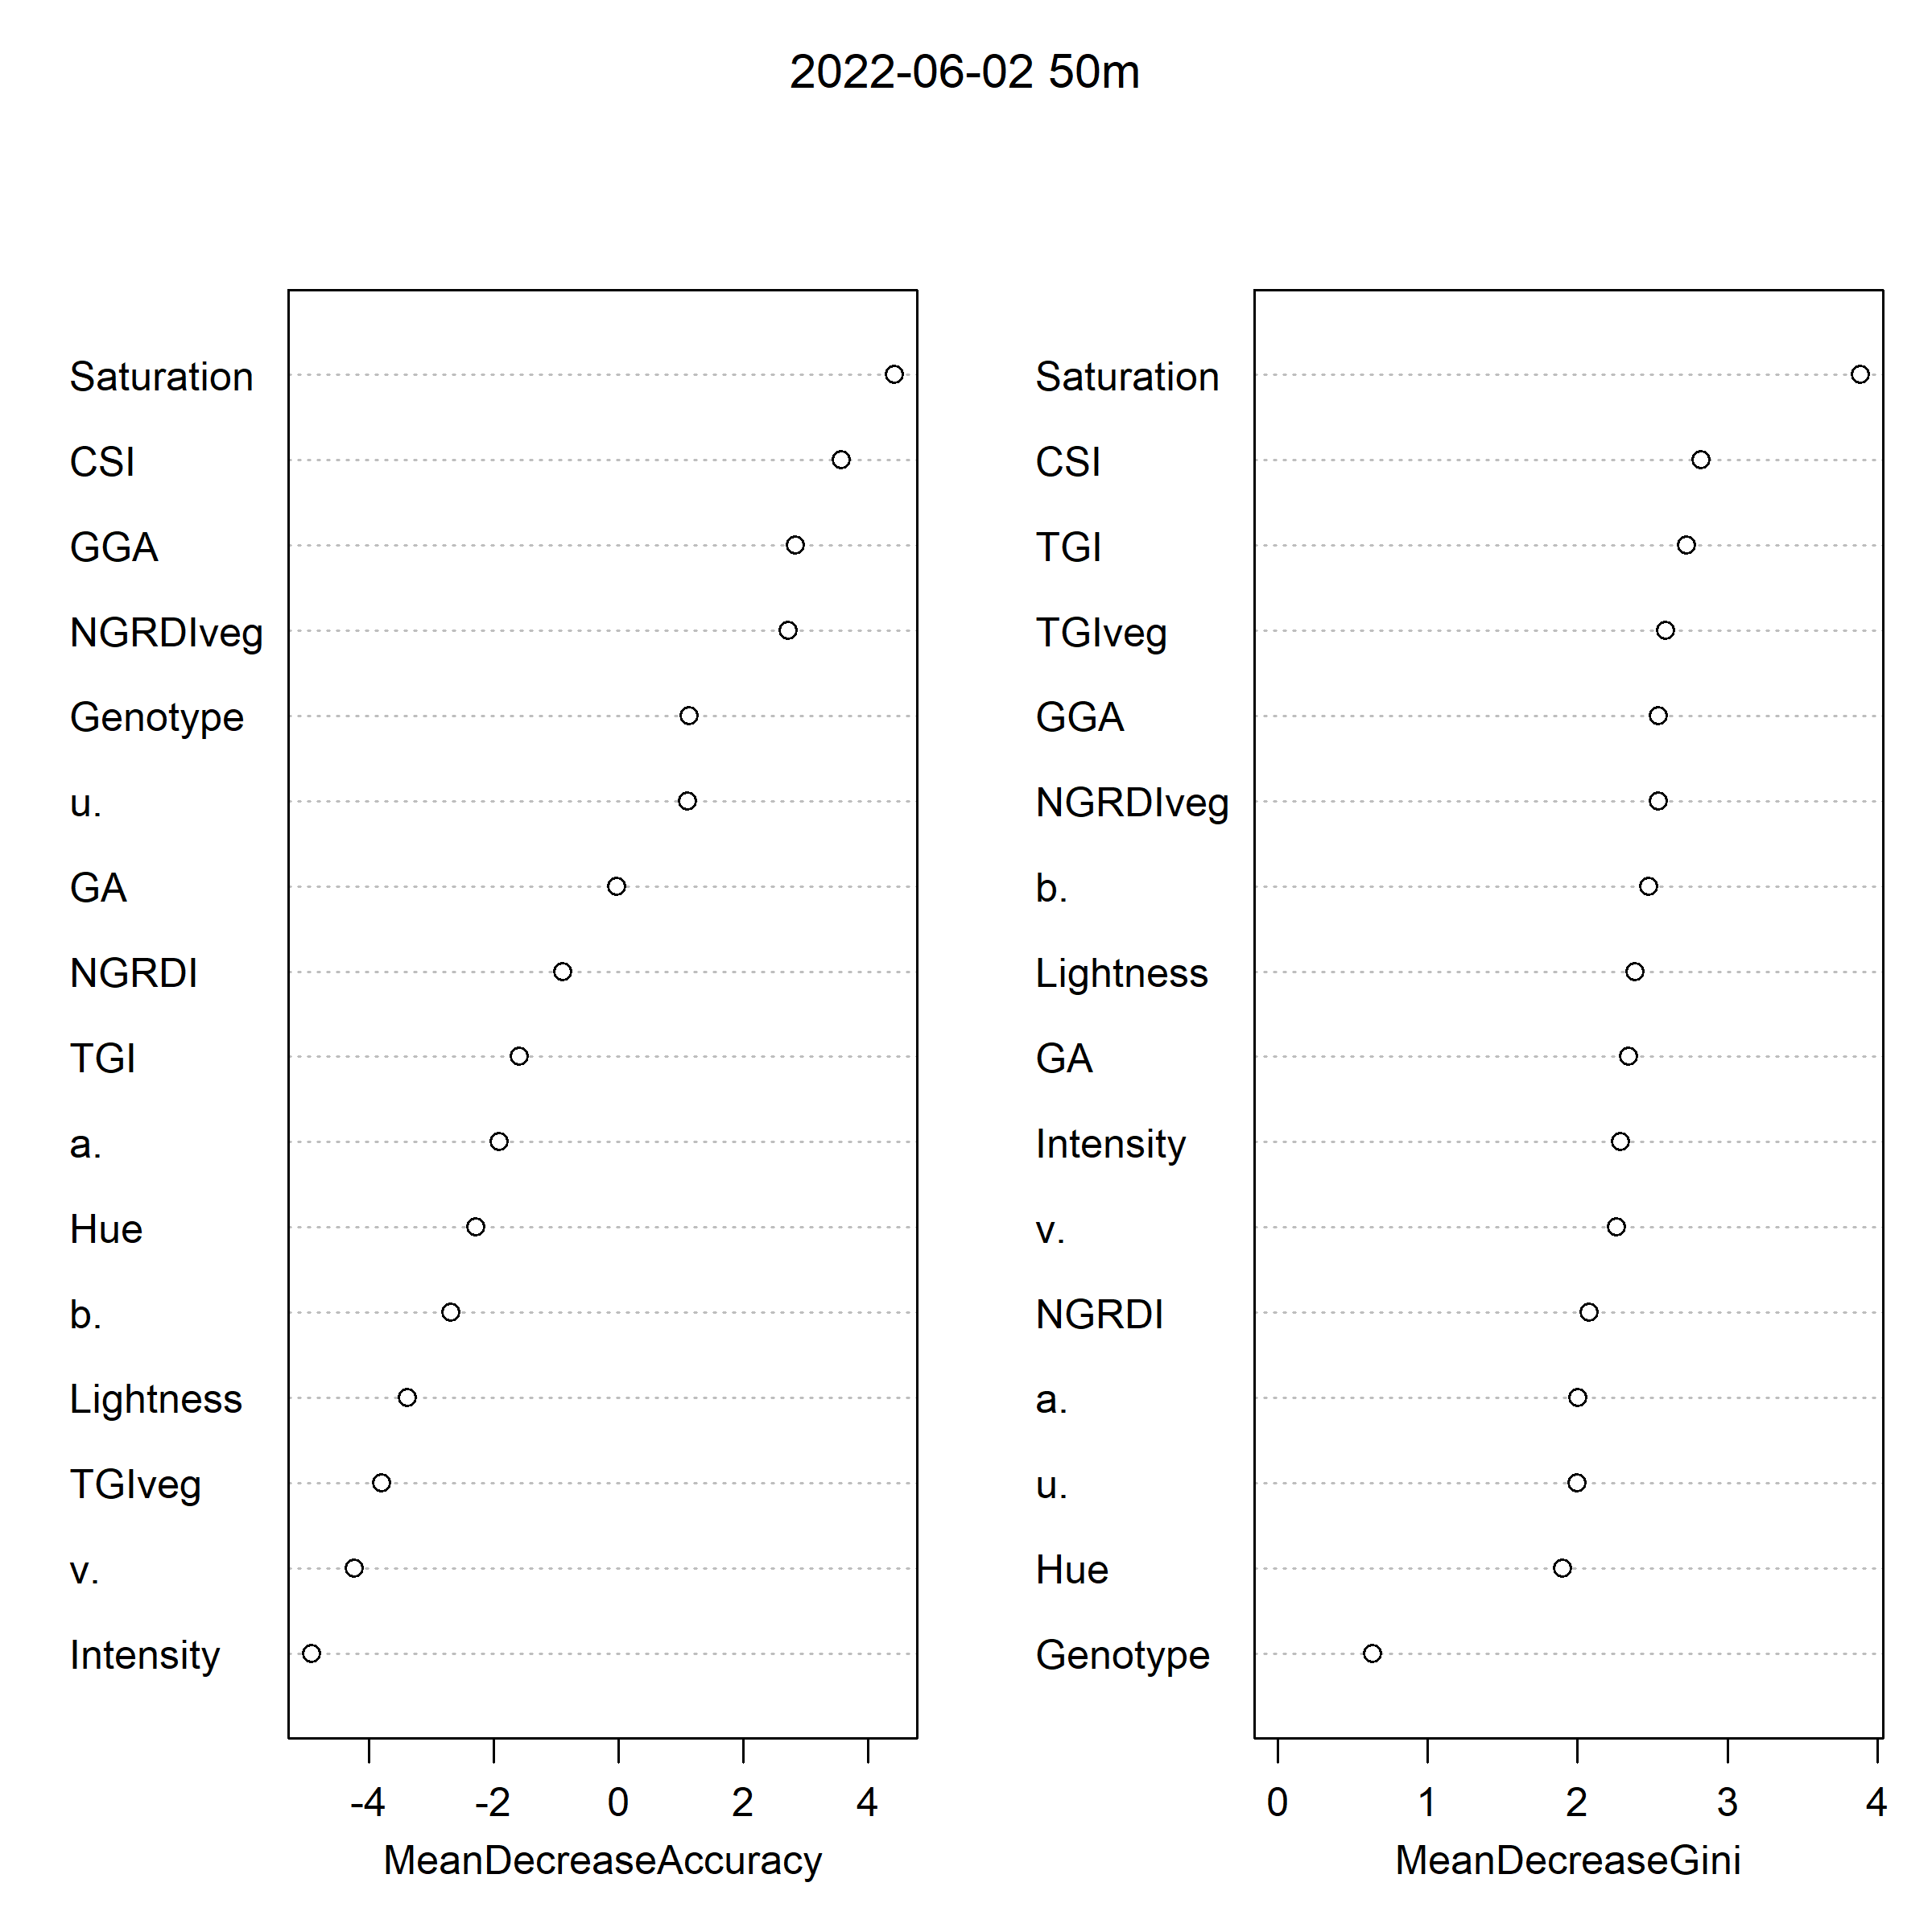 2022-06-02 50m
Saturation
CSI
GGA
NGRDIveg
Genotype
u.
GA
NGRDI
TGI
a.
Hue
b.
Lightness
TGIveg
v.
Intensity
-4 -2 0 2 4
MeanDecreaseAccuracy
Saturation
CSI
TGI
TGIveg
GGA
NGRDIveg
b.
Lightness
GA
Intensity
v.
NGRDI
a.
u.
Hue
Genotype
0 1 2 3 4
MeanDecreaseGini